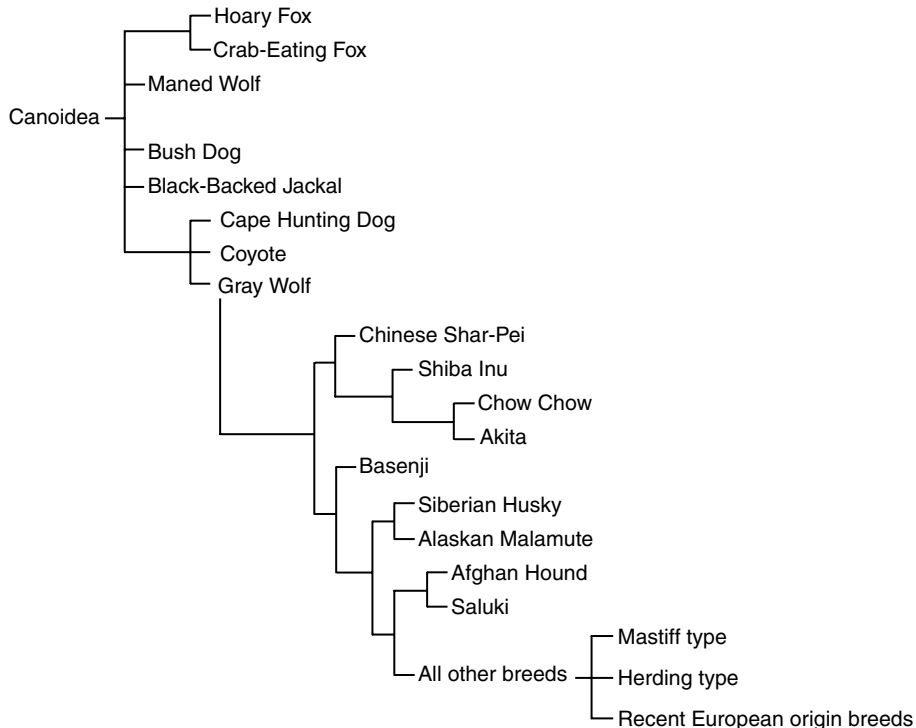 Hoary Fox
Crab-Eating Fox
Maned Wolf
Canoidea
Bush Dog
Black-Backed Jackal
Cape Hunting Dog
Coyote
Gray Wolf
Chinese Shar-Pei
Shiba Inu
Chow Chow
Akita
Basenji
Siberian Husky
Alaskan Malamute
Afghan Hound
Saluki
Mastiff type
All other breeds
Herding type
Recent European origin breeds